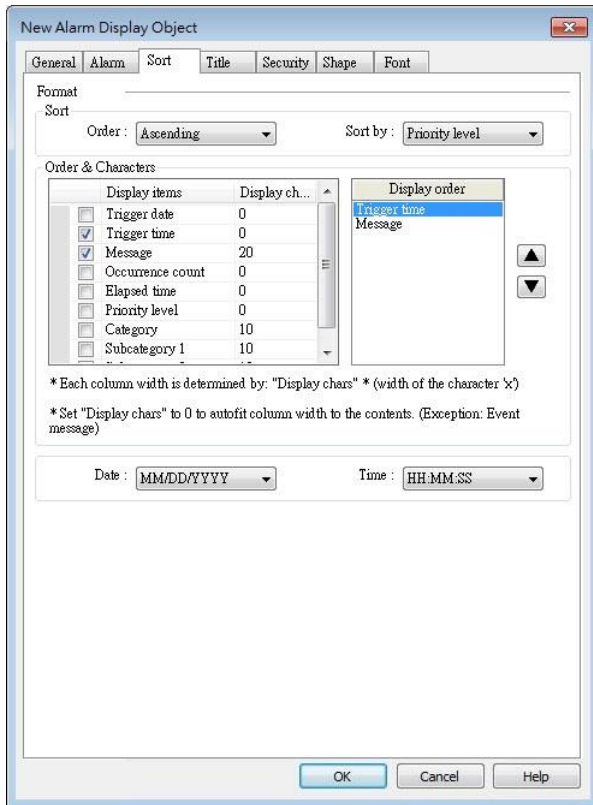 New Alarm Display Object
General Alarm Sort Title Security Shape Font
Format
Sort
Order : Ascending Sort by : Priority level
Order & Characters
Display items Display ch... Display order
Trigger date 0 Trigger time
Trigger time 0 Message
Message 20
Occurrence count 0
Elapsed time 0
Priority level 0
Category 10
Subcategory 1 10
* Each column width is determined by: "Display chars" * (width of the character 'x')
* Set "Display chars" to 0 to autofit column width to the contents. (Exception: Event
message)
Date : MM/DD/YYYY Time : HH:MM:SS
OK Cancel Help